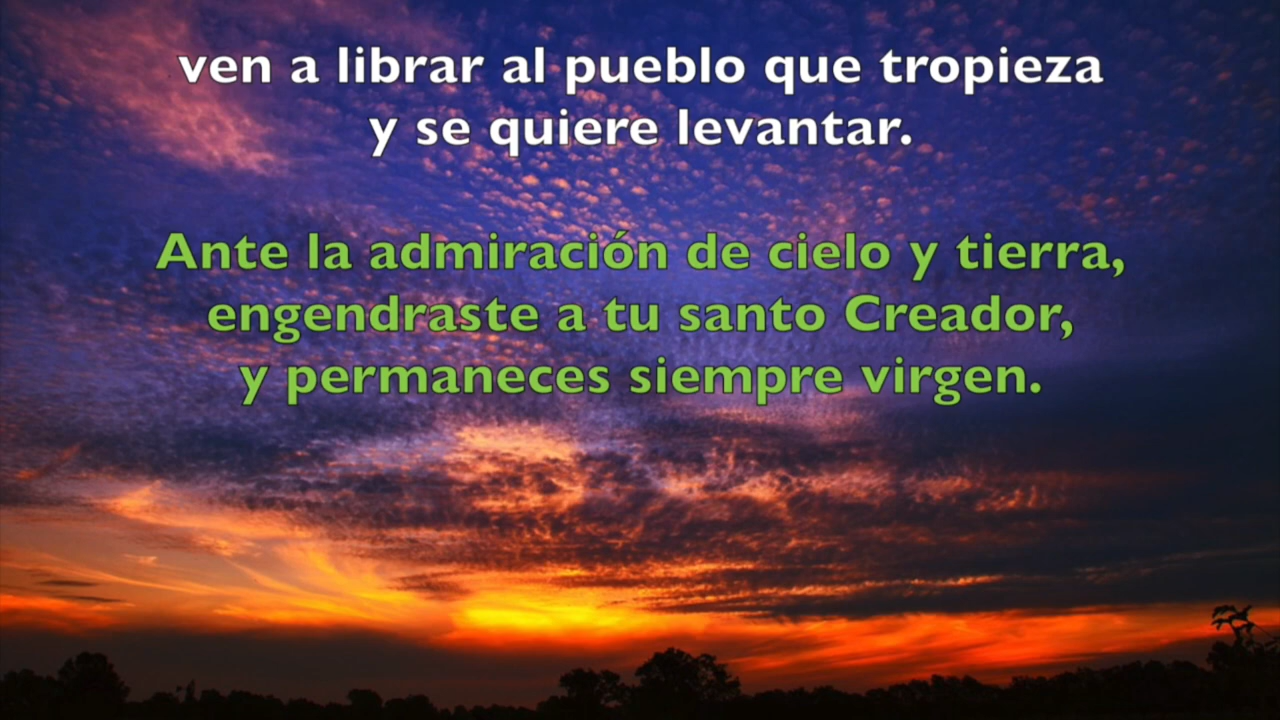 ven a librar al pueblo que tropieza
y se quiere levantar.
Ante la admiración de cielo y tierra,
engendraste a tu santo Creador,
y permaneces siempre virgen.